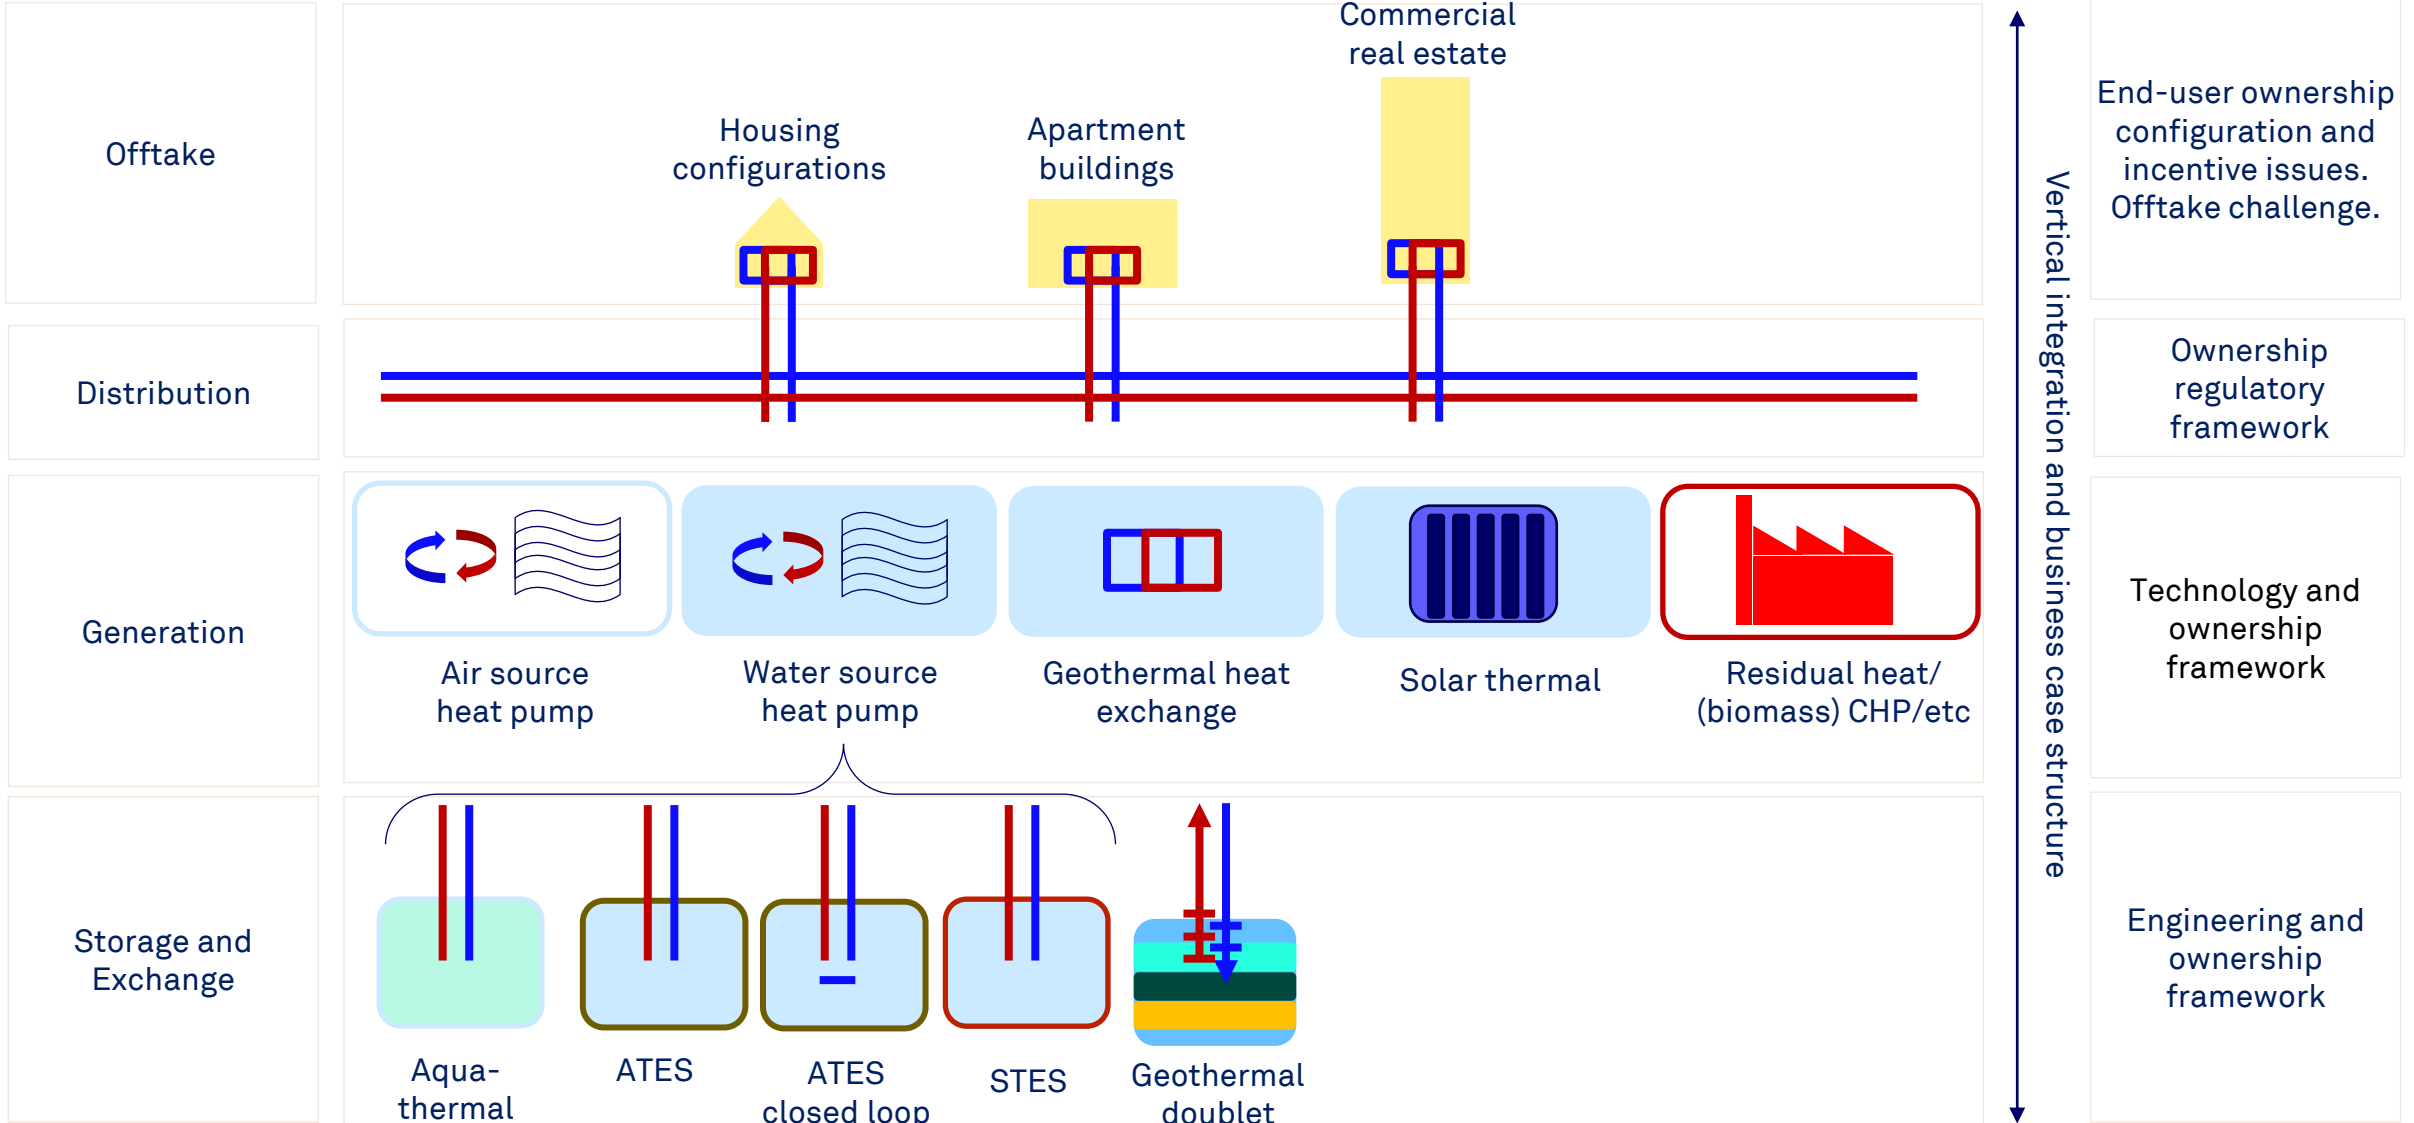 Offtake
Housing
configurations
Apartment
buildings
Commercial
real estate
End-user ownership
configuration and
incentive issues.
Offtake challenge.
Distribution
Ownership
regulatory
framework
Vertical integration and business case structure
Generation
Air source
heat pump
Water source
heat pump
Geothermal heat
exchange
Solar thermal
Residual heat/
(biomass) CHP/etc
Technology and
ownership
framework
Storage and
Exchange
Aqua-
thermal
ATES
ATES
closed loop
STES
Geothermal
doublet
Engineering and
ownership
framework